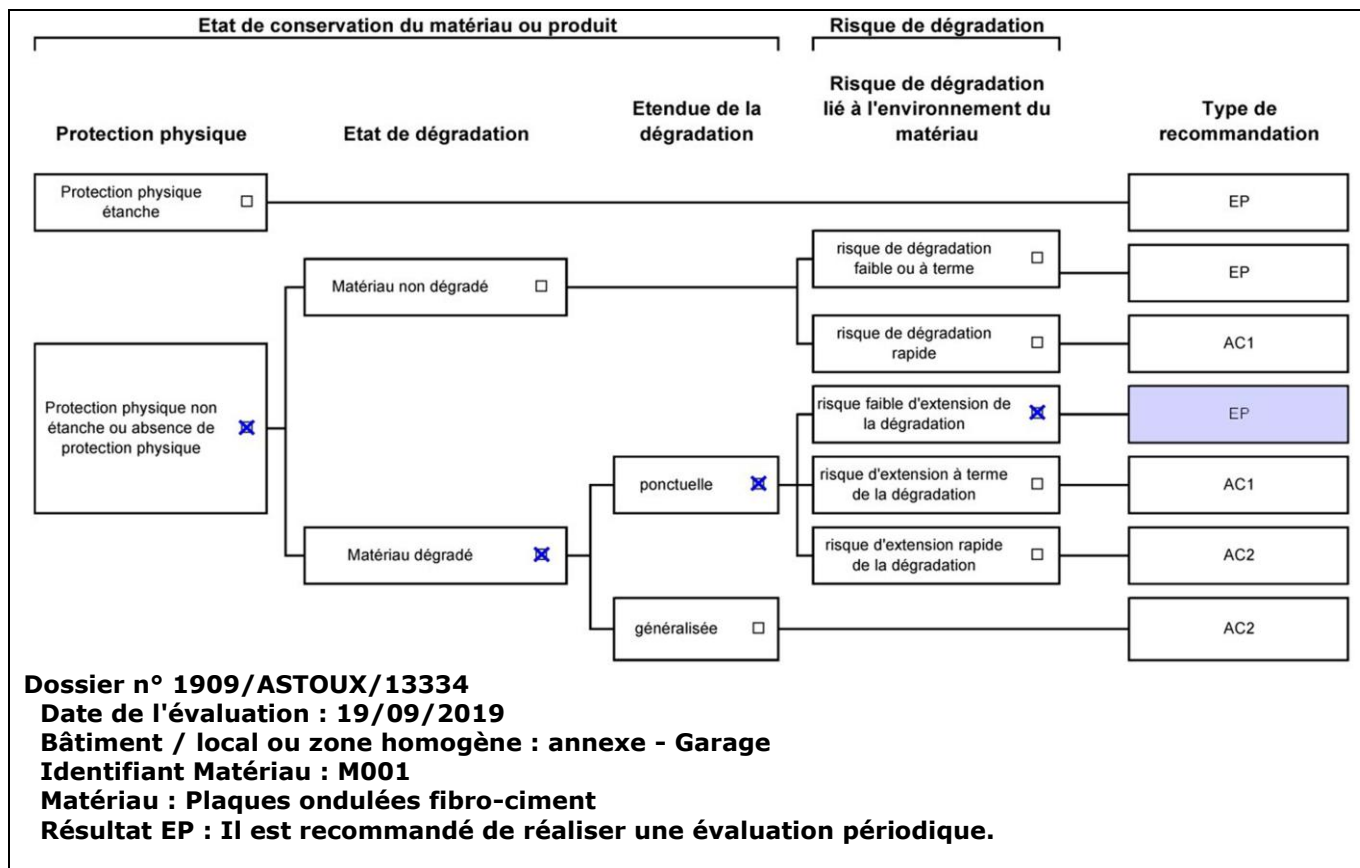 Etat de conservation du matériau ou produit
Risque de dégradation
Protection physique
Etat de dégradation
Etendue de la
dégradation
Risque de dégradation
lié à l'environnement du
matériau
Type de
recommandation
Protection physique
étanche
EP
Matériau non dégradé
risque de dégradation
faible ou à terme
EP
risque de dégradation
rapide
AC1
Protection physique non
étanche ou absence de
protection physique
risque faible d'extension de
la dégradation
EP
ponctuelle
risque d'extension à terme
de la dégradation
AC1
Matériau dégradé
risque d'extension rapide
de la dégradation
AC2
généralisée
AC2
Dossier n° 1909/ASTOUX/13334
Date de l'évaluation : 19/09/2019
Bâtiment / local ou zone homogène : annexe - Garage
Identifiant Matériau : M001
Matériau : Plaques ondulées fibro-ciment
Résultat EP : Il est recommandé de réaliser une évaluation périodique.